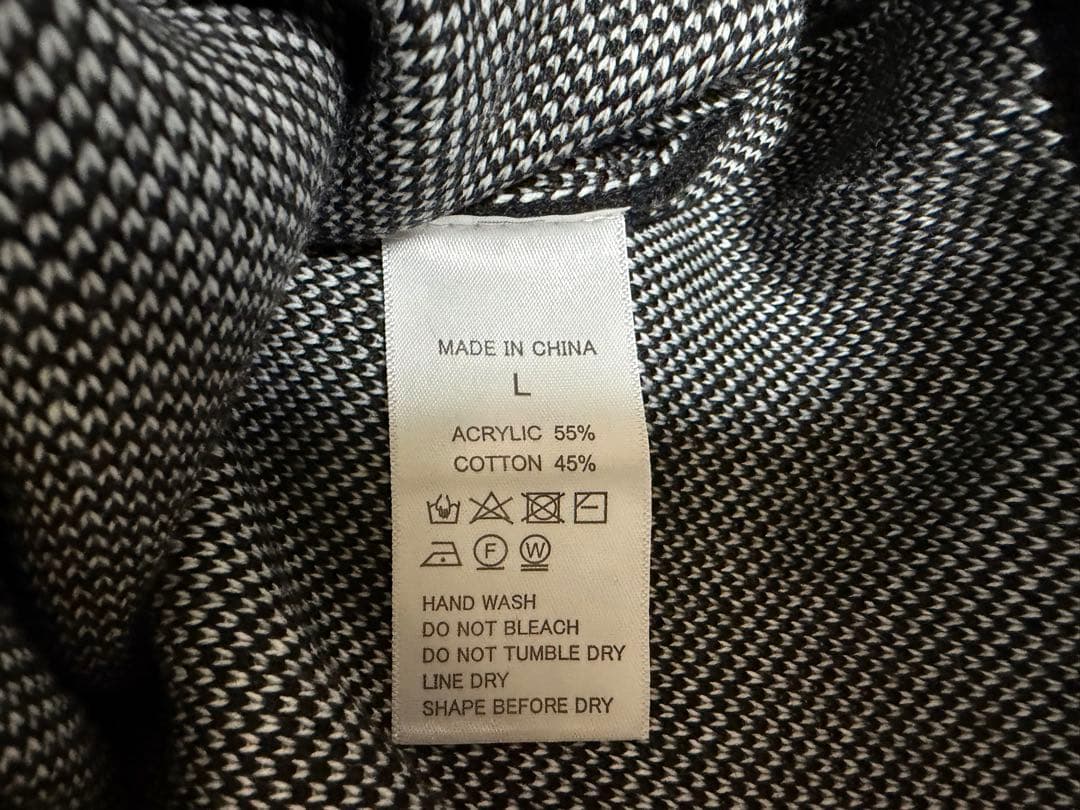 MADE IN CHINA
L
ACRYLIC 55%
COTTON 45%
F W
HAND WASH
DO NOT BLEACH
DO NOT TUMBLE DRY
LINE DRY
SHAPE BEFORE DRY